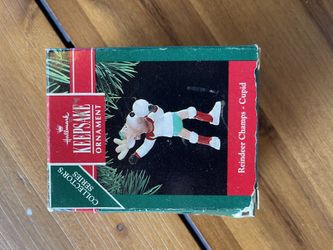 Hallmark
KEEPSAKE
ORNAMENT
COLLECTOR'S
SERIES
Reindeer Champs - Cupid